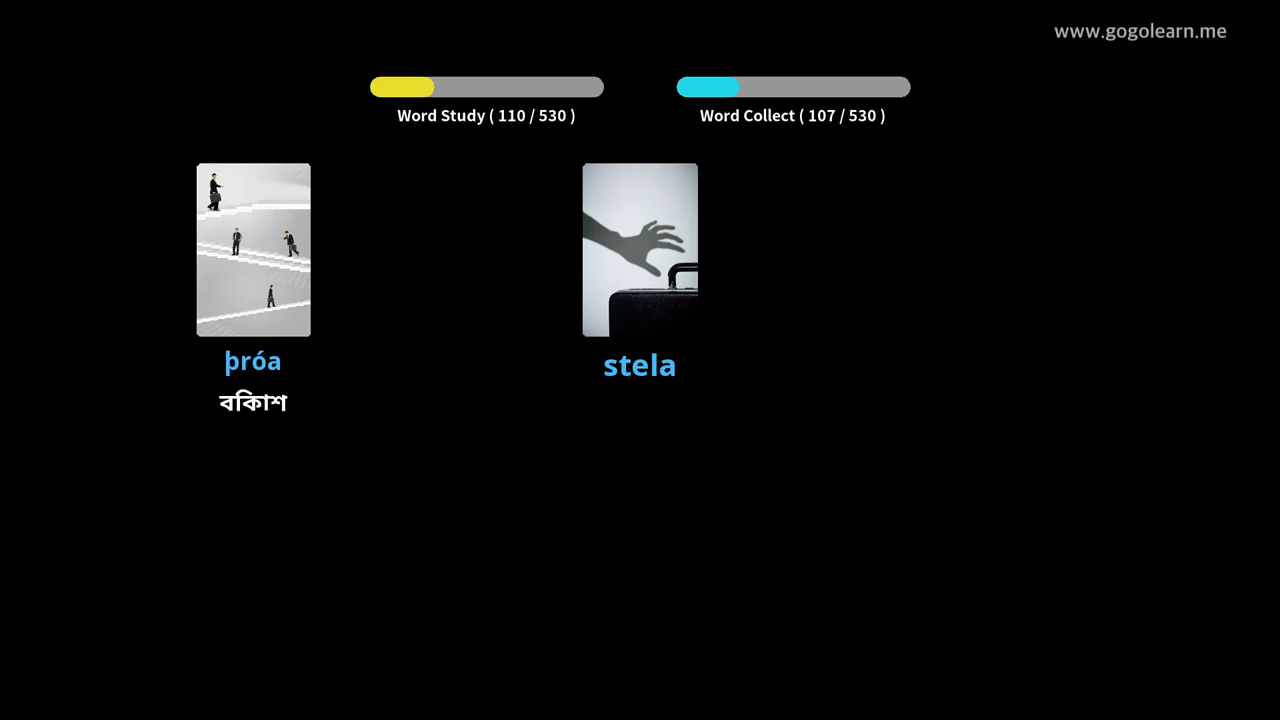 www.gogolearn.me
Word Study ( 110 / 530 )
Word Collect ( 107 / 530 )
þróa
বিকাশ
stela